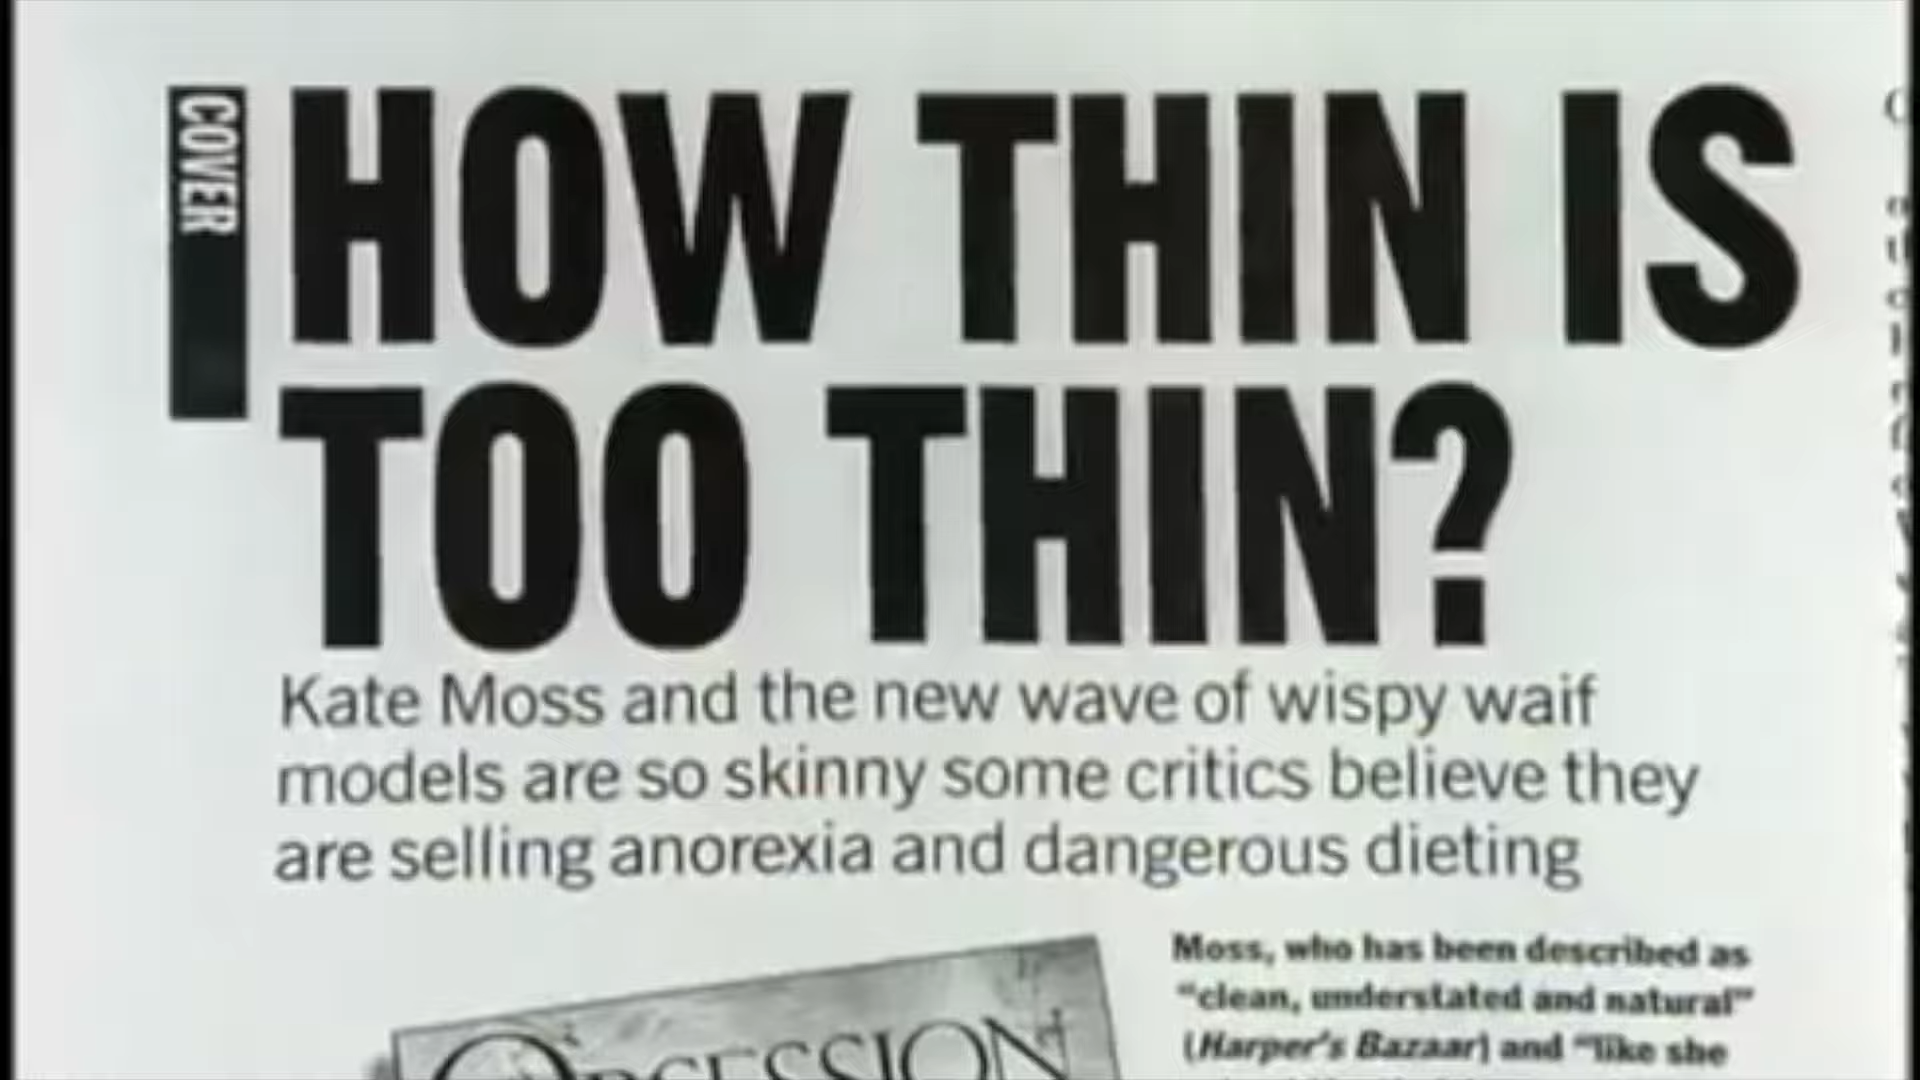 COVER
HOW THIN IS
TOO THIN?
Kate Moss and the new wave of wispy waif
models are so skinny some critics believe they
are selling anorexia and dangerous dieting
Moss, who has been described as
“clean, understated and natural”
(Harper's Bazaar) and “like she
OBSESSION